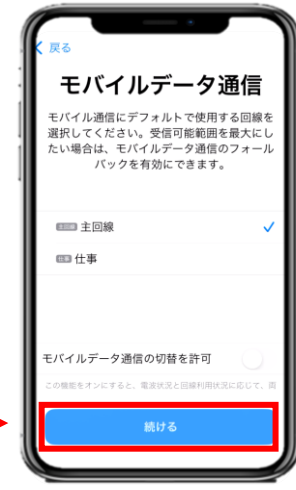 戻る
モバイルデータ通信
モバイル通信にデフォルトで使用する回線を
選択してください。受信可能範囲を最大にし
たい場合は、モバイルデータ通信のフォール
バックを有効にできます。
主回線 主回線
仕事 仕事
モバイルデータ通信の切替を許可
この機能をオンにすると、電波状況と回線利用状況に応じて、両
続ける